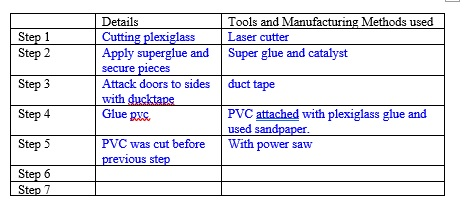 Details Tools and Manufacturing Methods used
Step 1 Cutting plexiglass Laser cutter
Step 2 Apply superglue and Super glue and catalyst
secure pieces
Step 3 Attack doors to sides duct tape
with ducktape
Step 4 Glue pvc PVC attached with plexiglass glue and
used sandpaper.
Step 5 PVC was cut before With power saw
previous step
Step 6
Step 7